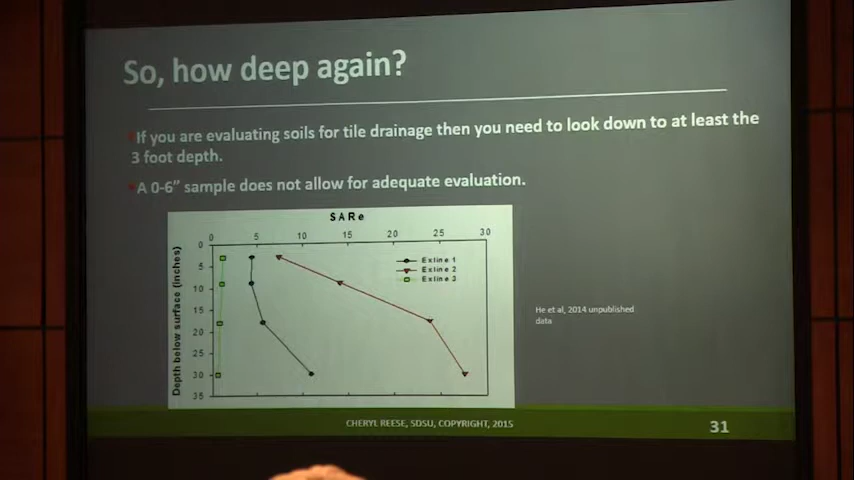 So, how deep again?
If you are evaluating soils for tile drainage then you need to look down to at least the
3 foot depth.
A 0-6” sample does not allow for adequate evaluation.
SARe
0 5 10 15 20 25 30
Depth below surface (inches)
0
5
10
15
20
25
30
35
Exline 1
Exline 2
Exline 3
He et al, 2014 unpublished
data
CHERYL REESE, SDSU, COPYRIGHT, 2015
31